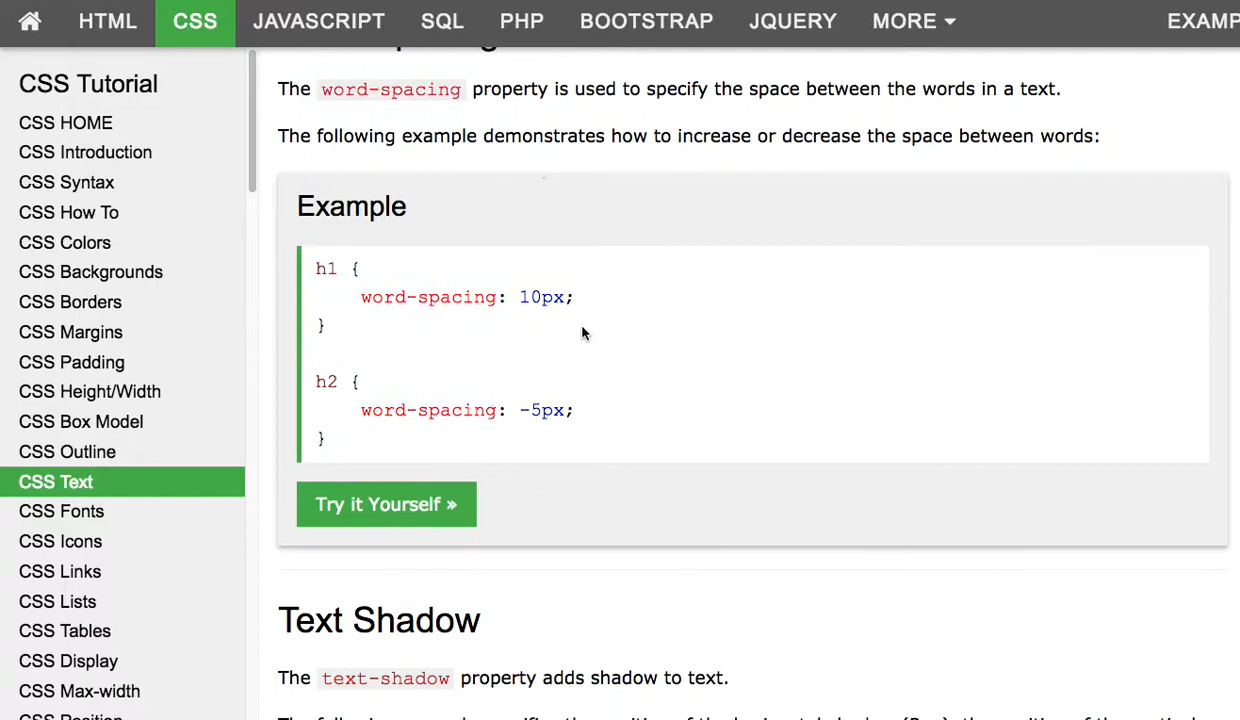 HTML CSS JAVASCRIPT SQL PHP BOOTSTRAP JQUERY MORE EXAMP
CSS Tutorial
CSS HOME
CSS Introduction
CSS Syntax
CSS How To
CSS Colors
CSS Backgrounds
CSS Borders
CSS Margins
CSS Padding
CSS Height/Width
CSS Box Model
CSS Outline
CSS Text
CSS Fonts
CSS Icons
CSS Links
CSS Lists
CSS Tables
CSS Display
CSS Max-width
CSS Position
The word-spacing property is used to specify the space between the words in a text.
The following example demonstrates how to increase or decrease the space between words:
Example
h1 {
word-spacing: 10px;
}
h2 {
word-spacing: -5px;
}
Try it Yourself »
Text Shadow
The text-shadow property adds shadow to text.